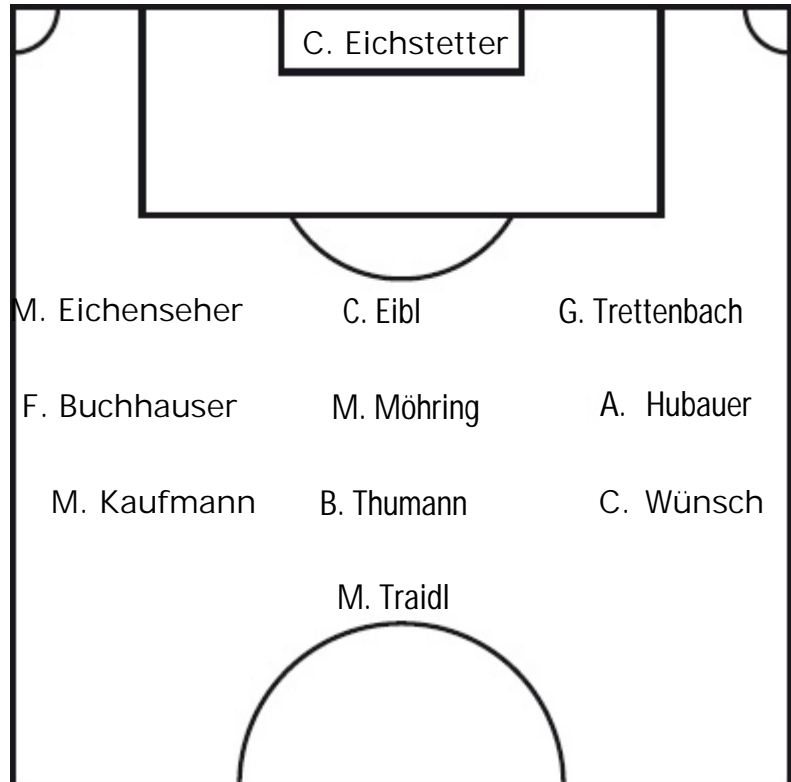 C. Eichstetter
M. Eichenseher C. Eibl G. Trettenbach
F. Buchhauser M. Möhring A. Hubauer
M. Kaufmann B. Thumann C. Wünsch
M. Traidl